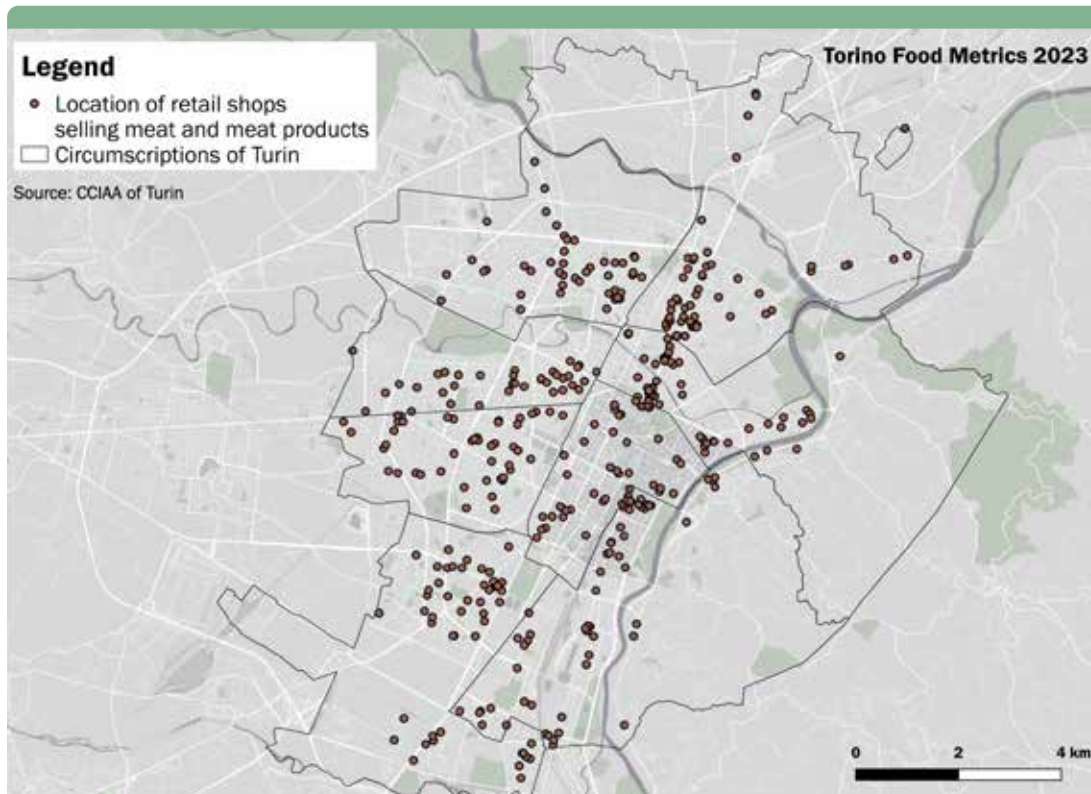 Legend
Location of retail shops
selling meat and meat products
Circumscriptions of Turin
Source: CCIAA of Turin
Torino Food Metrics 2023
0 2 4 km